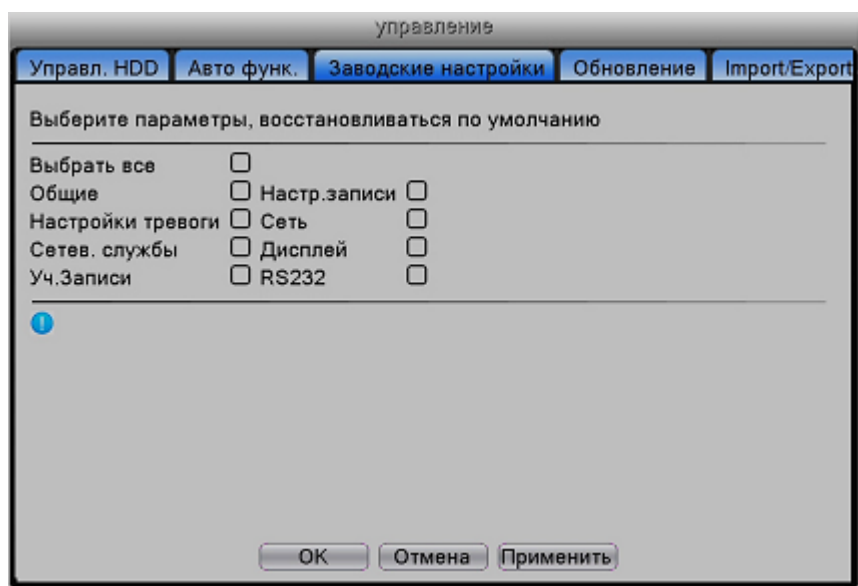 управление
Управл. HDD Авто функ. Заводские настройки Обновление Import/Export
Выберите параметры, восстановливаться по умолчанию
Выбрать все
Общие Настр.записи
Настройки тревоги Сеть
Сетев. службы Дисплей
Уч.Записи RS232
OK Отмена Применить